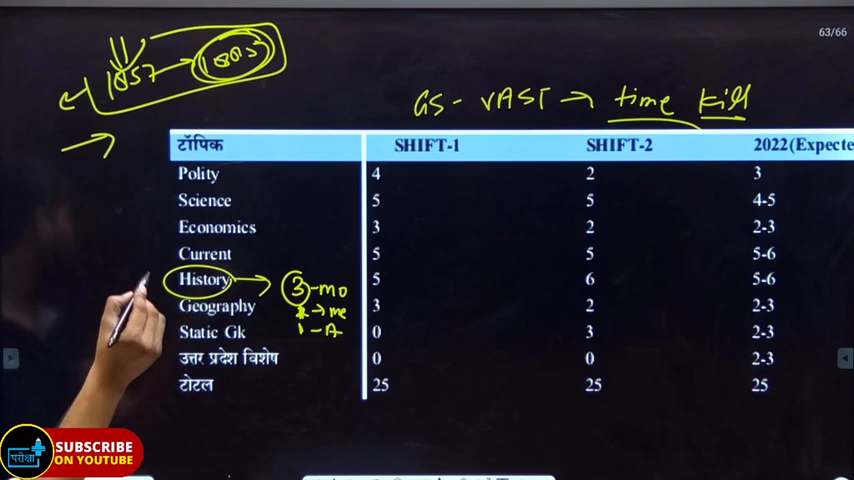 63/66
1857 → 1885
GS - VAST → time kill
टॉपिक SHIFT-1 SHIFT-2 2022(Expecte
Polity 4 2 3
Science 5 5 4-5
Economics 3 2 2-3
Current 5 5 5-6
History → 3 - mo 5 6 5-6
Geography → me 3 2 2-3
Static Gk 1 - A 0 3 2-3
उत्तर प्रदेश विशेष 0 0 2-3
टोटल 25 25 25
परीक्षा
SUBSCRIBE
ON YOUTUBE